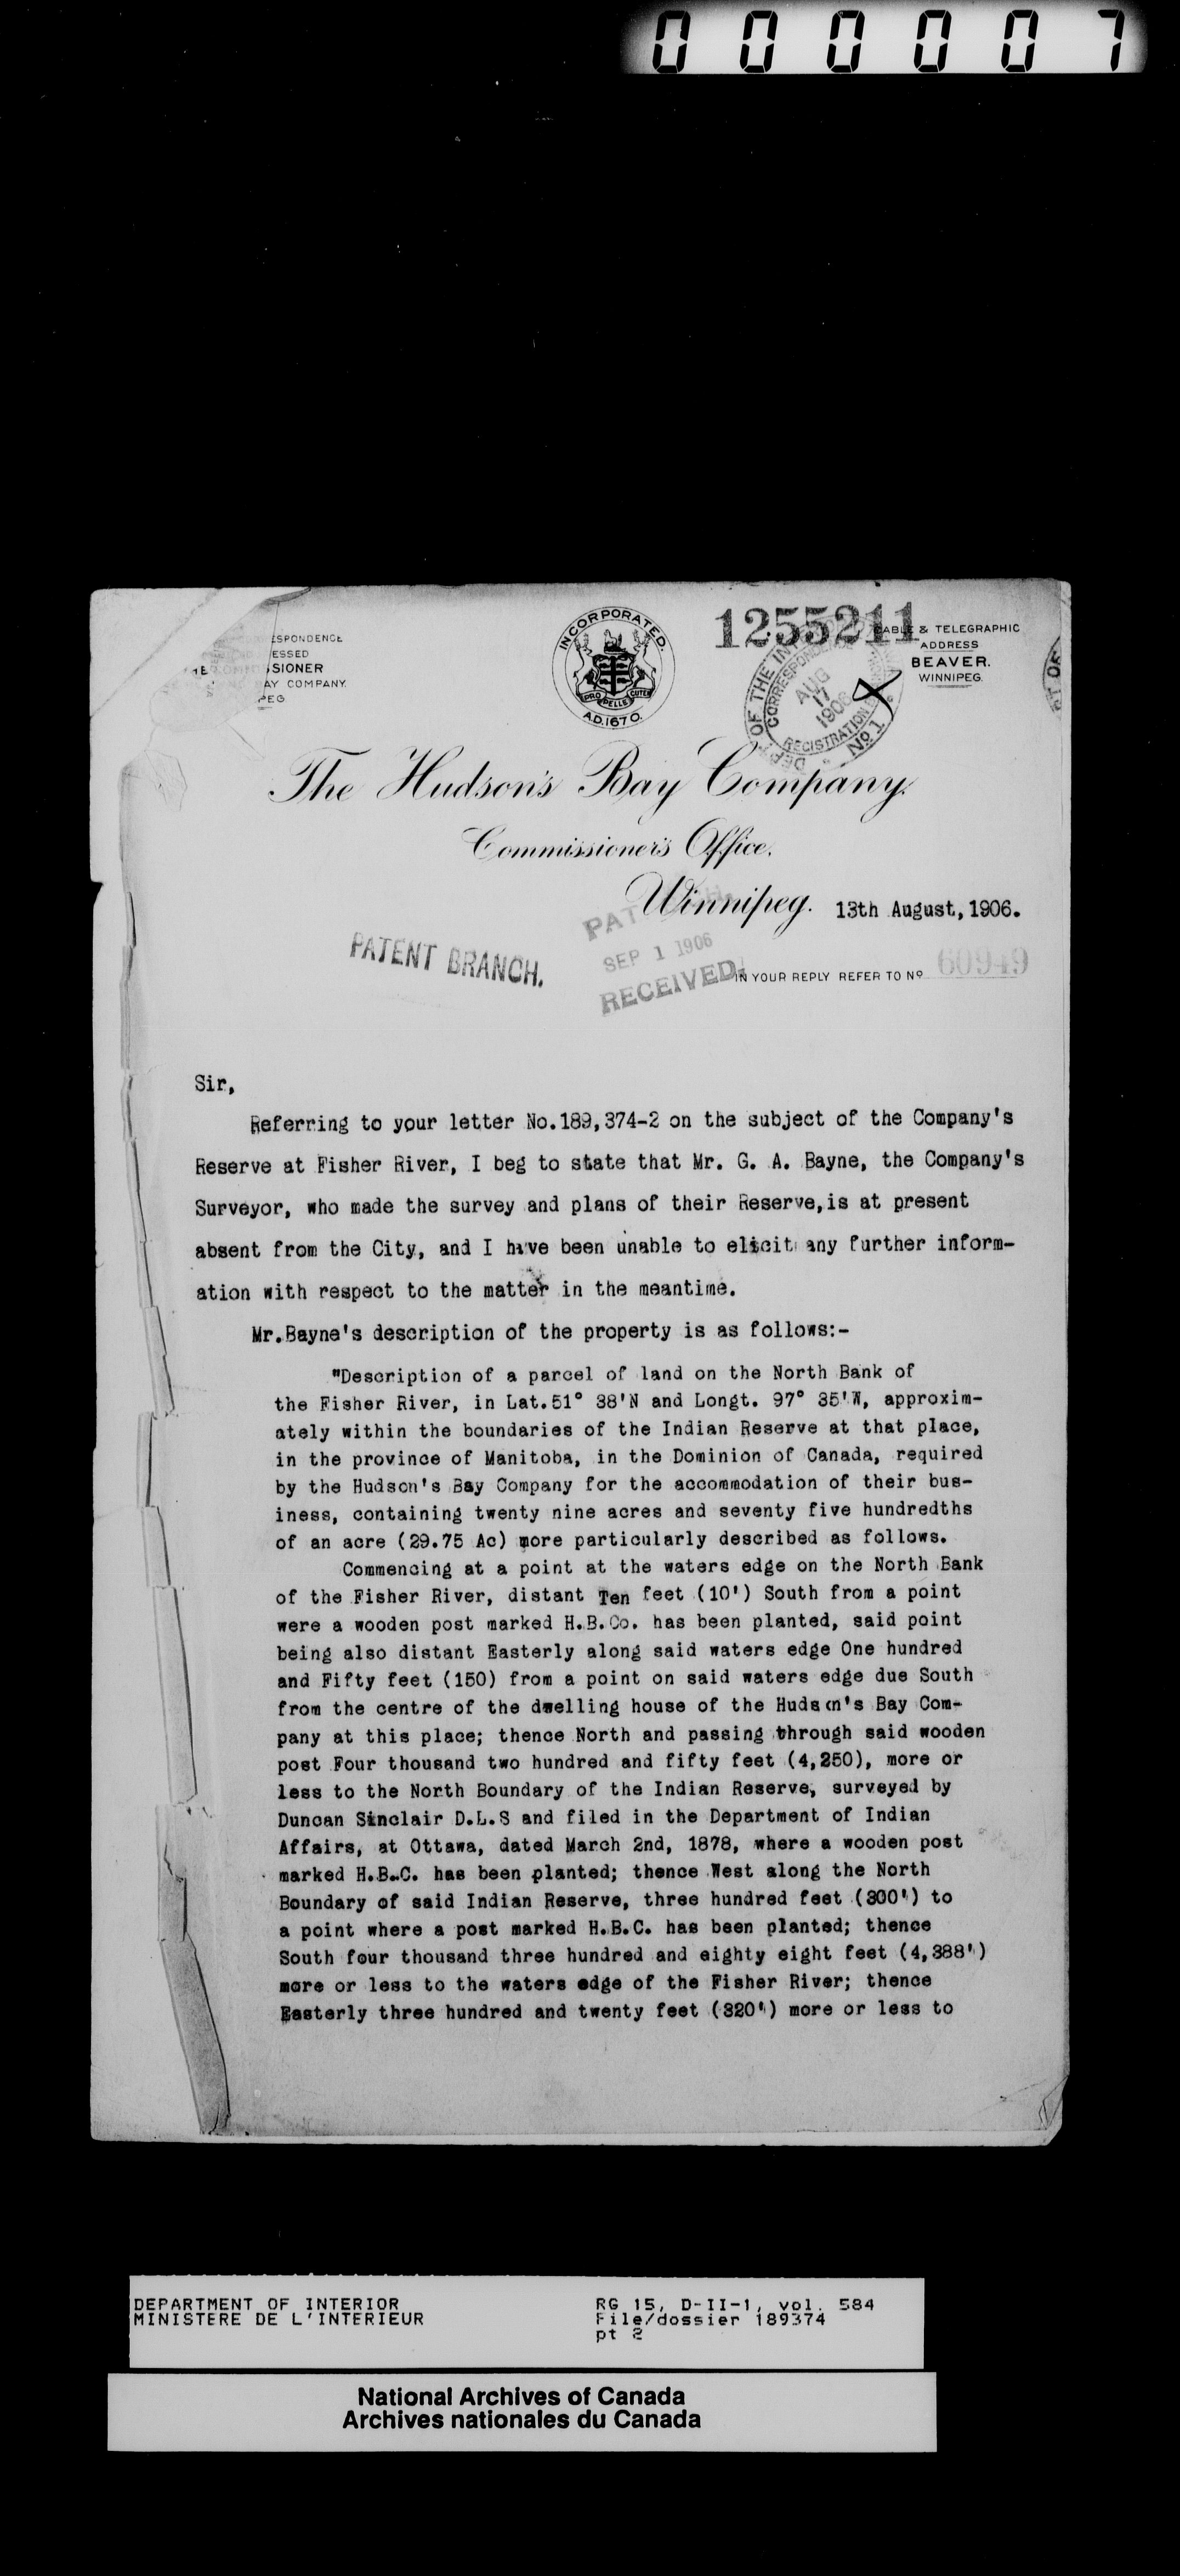 000007
1255211
ESPONDENCE
ESSED
SSIONER
AY COMPANY.
PEG
INCORPORATED.
PRO PELLE CUTEM
A.D. 1670.
ABLE & TELEGRAPHIC
ADDRESS
BEAVER.
WINNIPEG.
DEPT OF THE IN
CORRESPONDENCE
AUG
17
1906
REGISTRATION
The Hudson's Bay Company.
Commissioner's Office.
Winnipeg. 13th August, 1906.
PATENT BRANCH.
SEP 1 1906
RECEIVED.
IN YOUR REPLY REFER TO No 60949
Sir,
Referring to your letter No.189,374-2 on the subject of the Company's
Reserve at Fisher River, I beg to state that Mr. G. A. Bayne, the Company's
Surveyor, who made the survey and plans of their Reserve,is at present
absent from the City, and I have been unable to elicit any further inform-
ation with respect to the matter in the meantime.
Mr.Bayne's description of the property is as follows:-
"Description of a parcel of land on the North Bank of
the Fisher River, in Lat.51° 38'N and Longt. 97° 35'W, approxim-
ately within the boundaries of the Indian Reserve at that place,
in the province of Manitoba, in the Dominion of Canada, required
by the Hudson's Bay Company for the accommodation of their bus-
iness, containing twenty nine acres and seventy five hundredths
of an acre (29.75 Ac) more particularly described as follows.
Commencing at a point at the waters edge on the North Bank
of the Fisher River, distant Ten feet (10') South from a point
were a wooden post marked H.B.Co. has been planted, said point
being also distant Easterly along said waters edge One hundred
and Fifty feet (150) from a point on said waters edge due South
from the centre of the dwelling house of the Hudson's Bay Com-
pany at this place; thence North and passing through said wooden
post Four thousand two hundred and fifty feet (4,250), more or
less to the North Boundary of the Indian Reserve, surveyed by
Duncan Sinclair D.L.S and filed in the Department of Indian
Affairs, at Ottawa, dated March 2nd, 1878, where a wooden post
marked H.B.C. has been planted; thence West along the North
Boundary of said Indian Reserve, three hundred feet (300') to
a point where a post marked H.B.C. has been planted; thence
South four thousand three hundred and eighty eight feet (4,388')
more or less to the waters edge of the Fisher River; thence
Easterly three hundred and twenty feet (320') more or less to
DEPARTMENT OF INTERIOR
MINISTERE DE L'INTERIEUR
RG 15, D-II-1, vol. 584
File/dossier 189374
pt 2
National Archives of Canada
Archives nationales du Canada